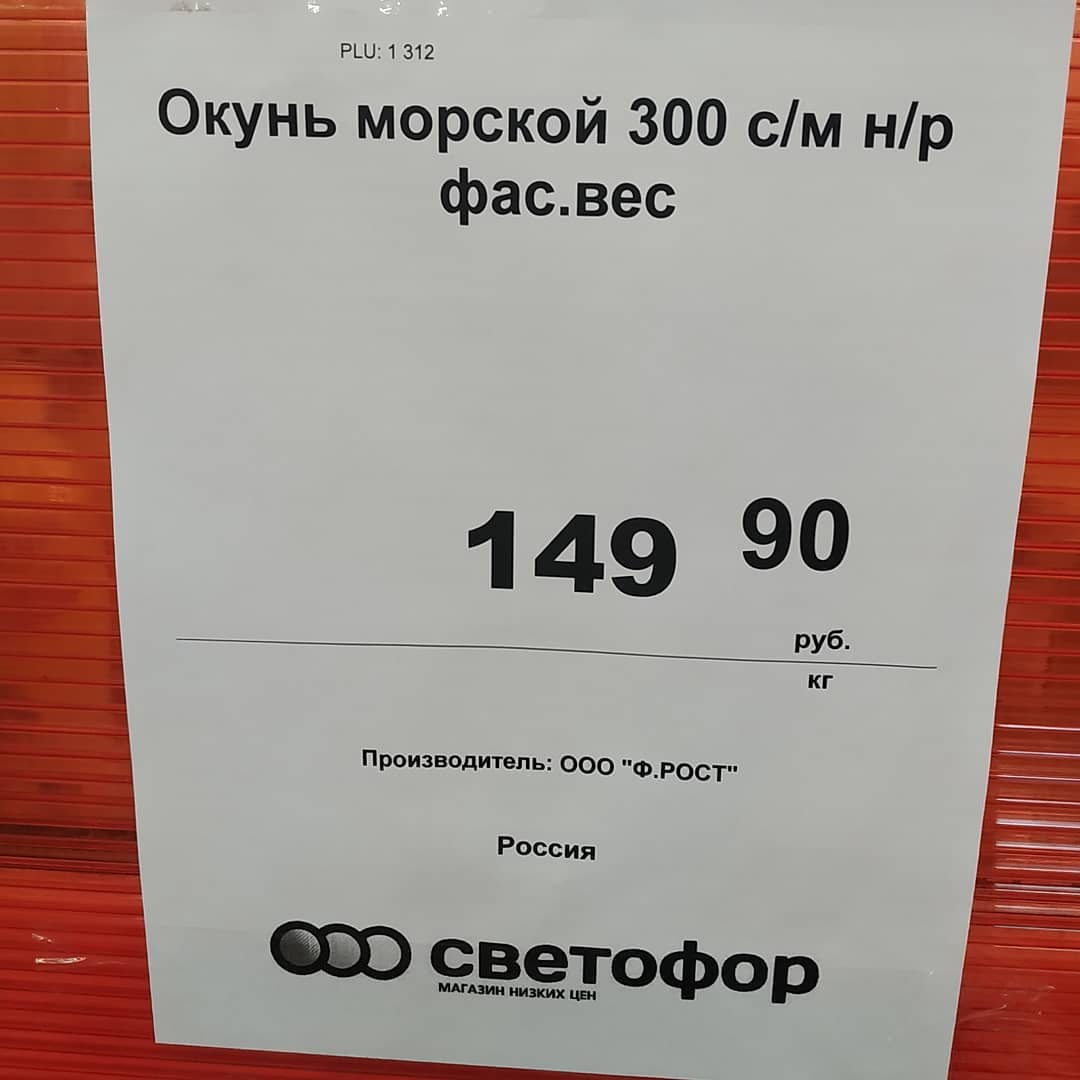 PLU: 1 312
Окунь морской 300 с/м н/р
фас.вес
149 90
руб.
кг
Производитель: ООО "Ф.РОСТ"
Россия
светофор
МАГАЗИН НИЗКИХ ЦЕН